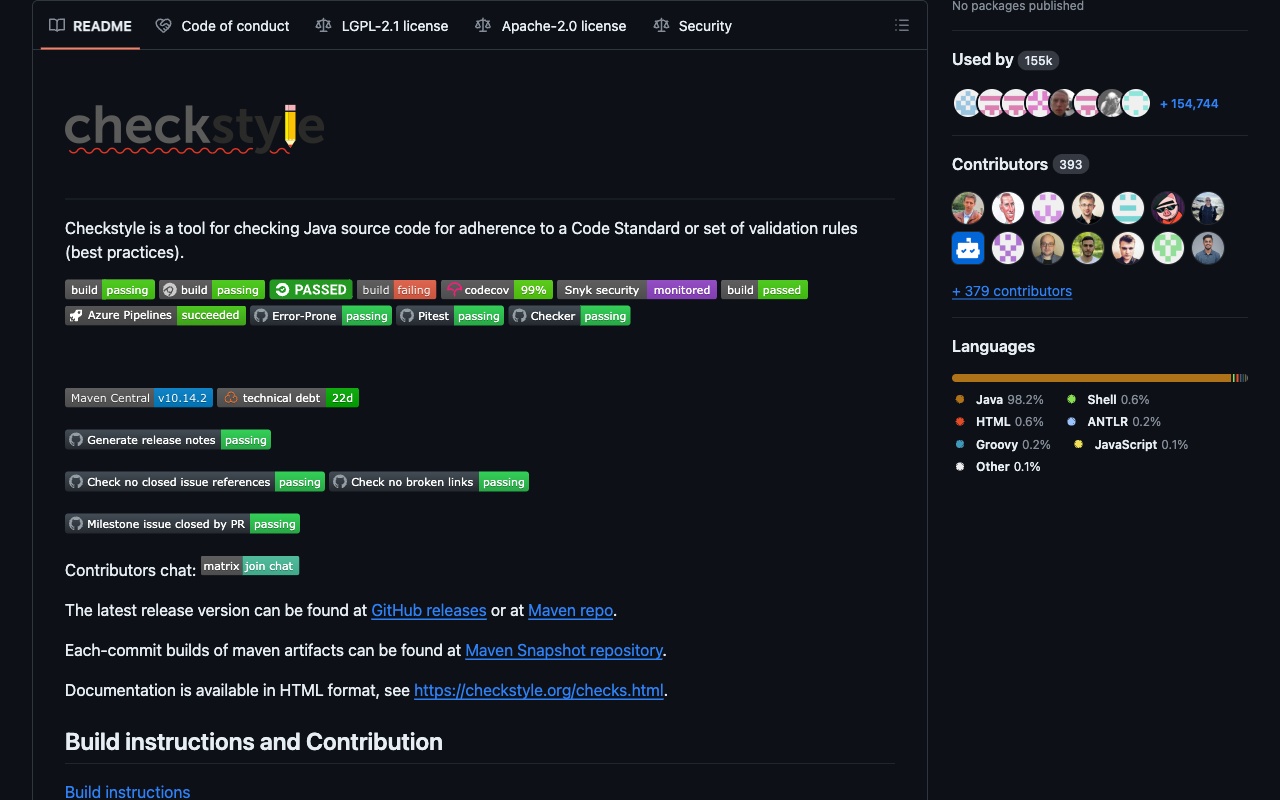 README
Code of conduct
LGPL-2.1 license
Apache-2.0 license
Security
checkstyle
Checkstyle is a tool for checking Java source code for adherence to a Code Standard or set of validation rules
(best practices).
build passing
build passing
PASSED
build failing
codecov 99%
Snyk security monitored
build passed
Azure Pipelines succeeded
Error-Prone passing
Pitest passing
Checker passing
Maven Central v10.14.2
technical debt 22d
Generate release notes passing
Check no closed issue references passing
Check no broken links passing
Milestone issue closed by PR passing
Contributors chat: matrix join chat
The latest release version can be found at GitHub releases or at Maven repo.
Each-commit builds of maven artifacts can be found at Maven Snapshot repository.
Documentation is available in HTML format, see https://checkstyle.org/checks.html.
Build instructions and Contribution
Build instructions
No packages published
Used by 155k
+ 154,744
Contributors 393
+ 379 contributors
Languages
Java 98.2%
Shell 0.6%
HTML 0.6%
ANTLR 0.2%
Groovy 0.2%
JavaScript 0.1%
Other 0.1%